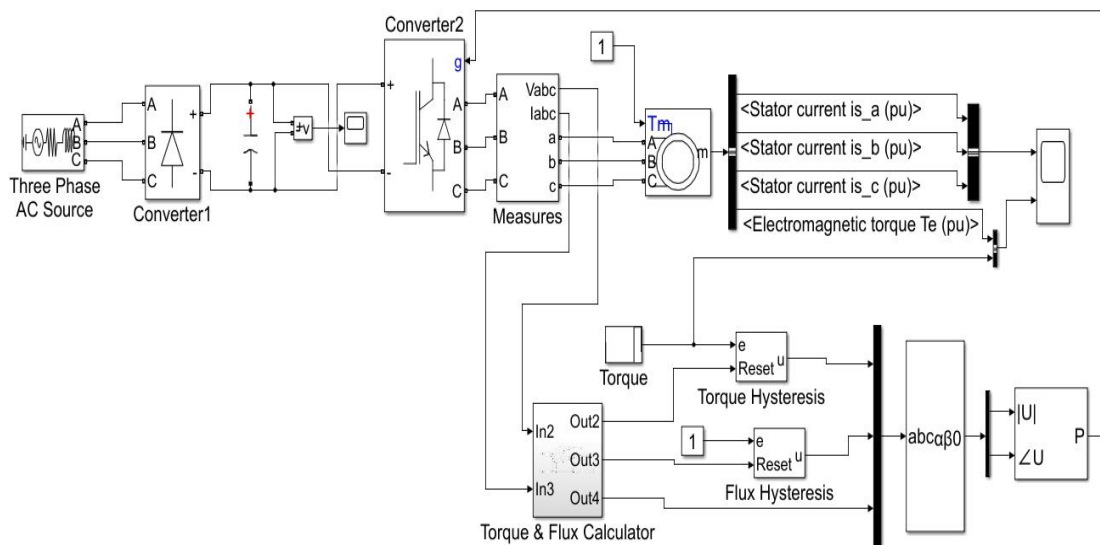 Converter2
g
+
-
A
B
C
Three Phase
AC Source
A
B
C
A
B
C
+
-
Converter1
+
+v
-
A
B
C
Vabc
Iabc
a
b
c
Measures
1
Tm
A
B
C
m
<Stator current is_a (pu)>
<Stator current is_b (pu)>
<Stator current is_c (pu)>
<Electromagnetic torque Te (pu)>
Torque
e
Reset
u
Torque Hysteresis
1
e
Reset
u
Flux Hysteresis
In2
In3
Out2
Out3
Out4
Torque & Flux Calculator
abcαβ0
|U|
∠U
P